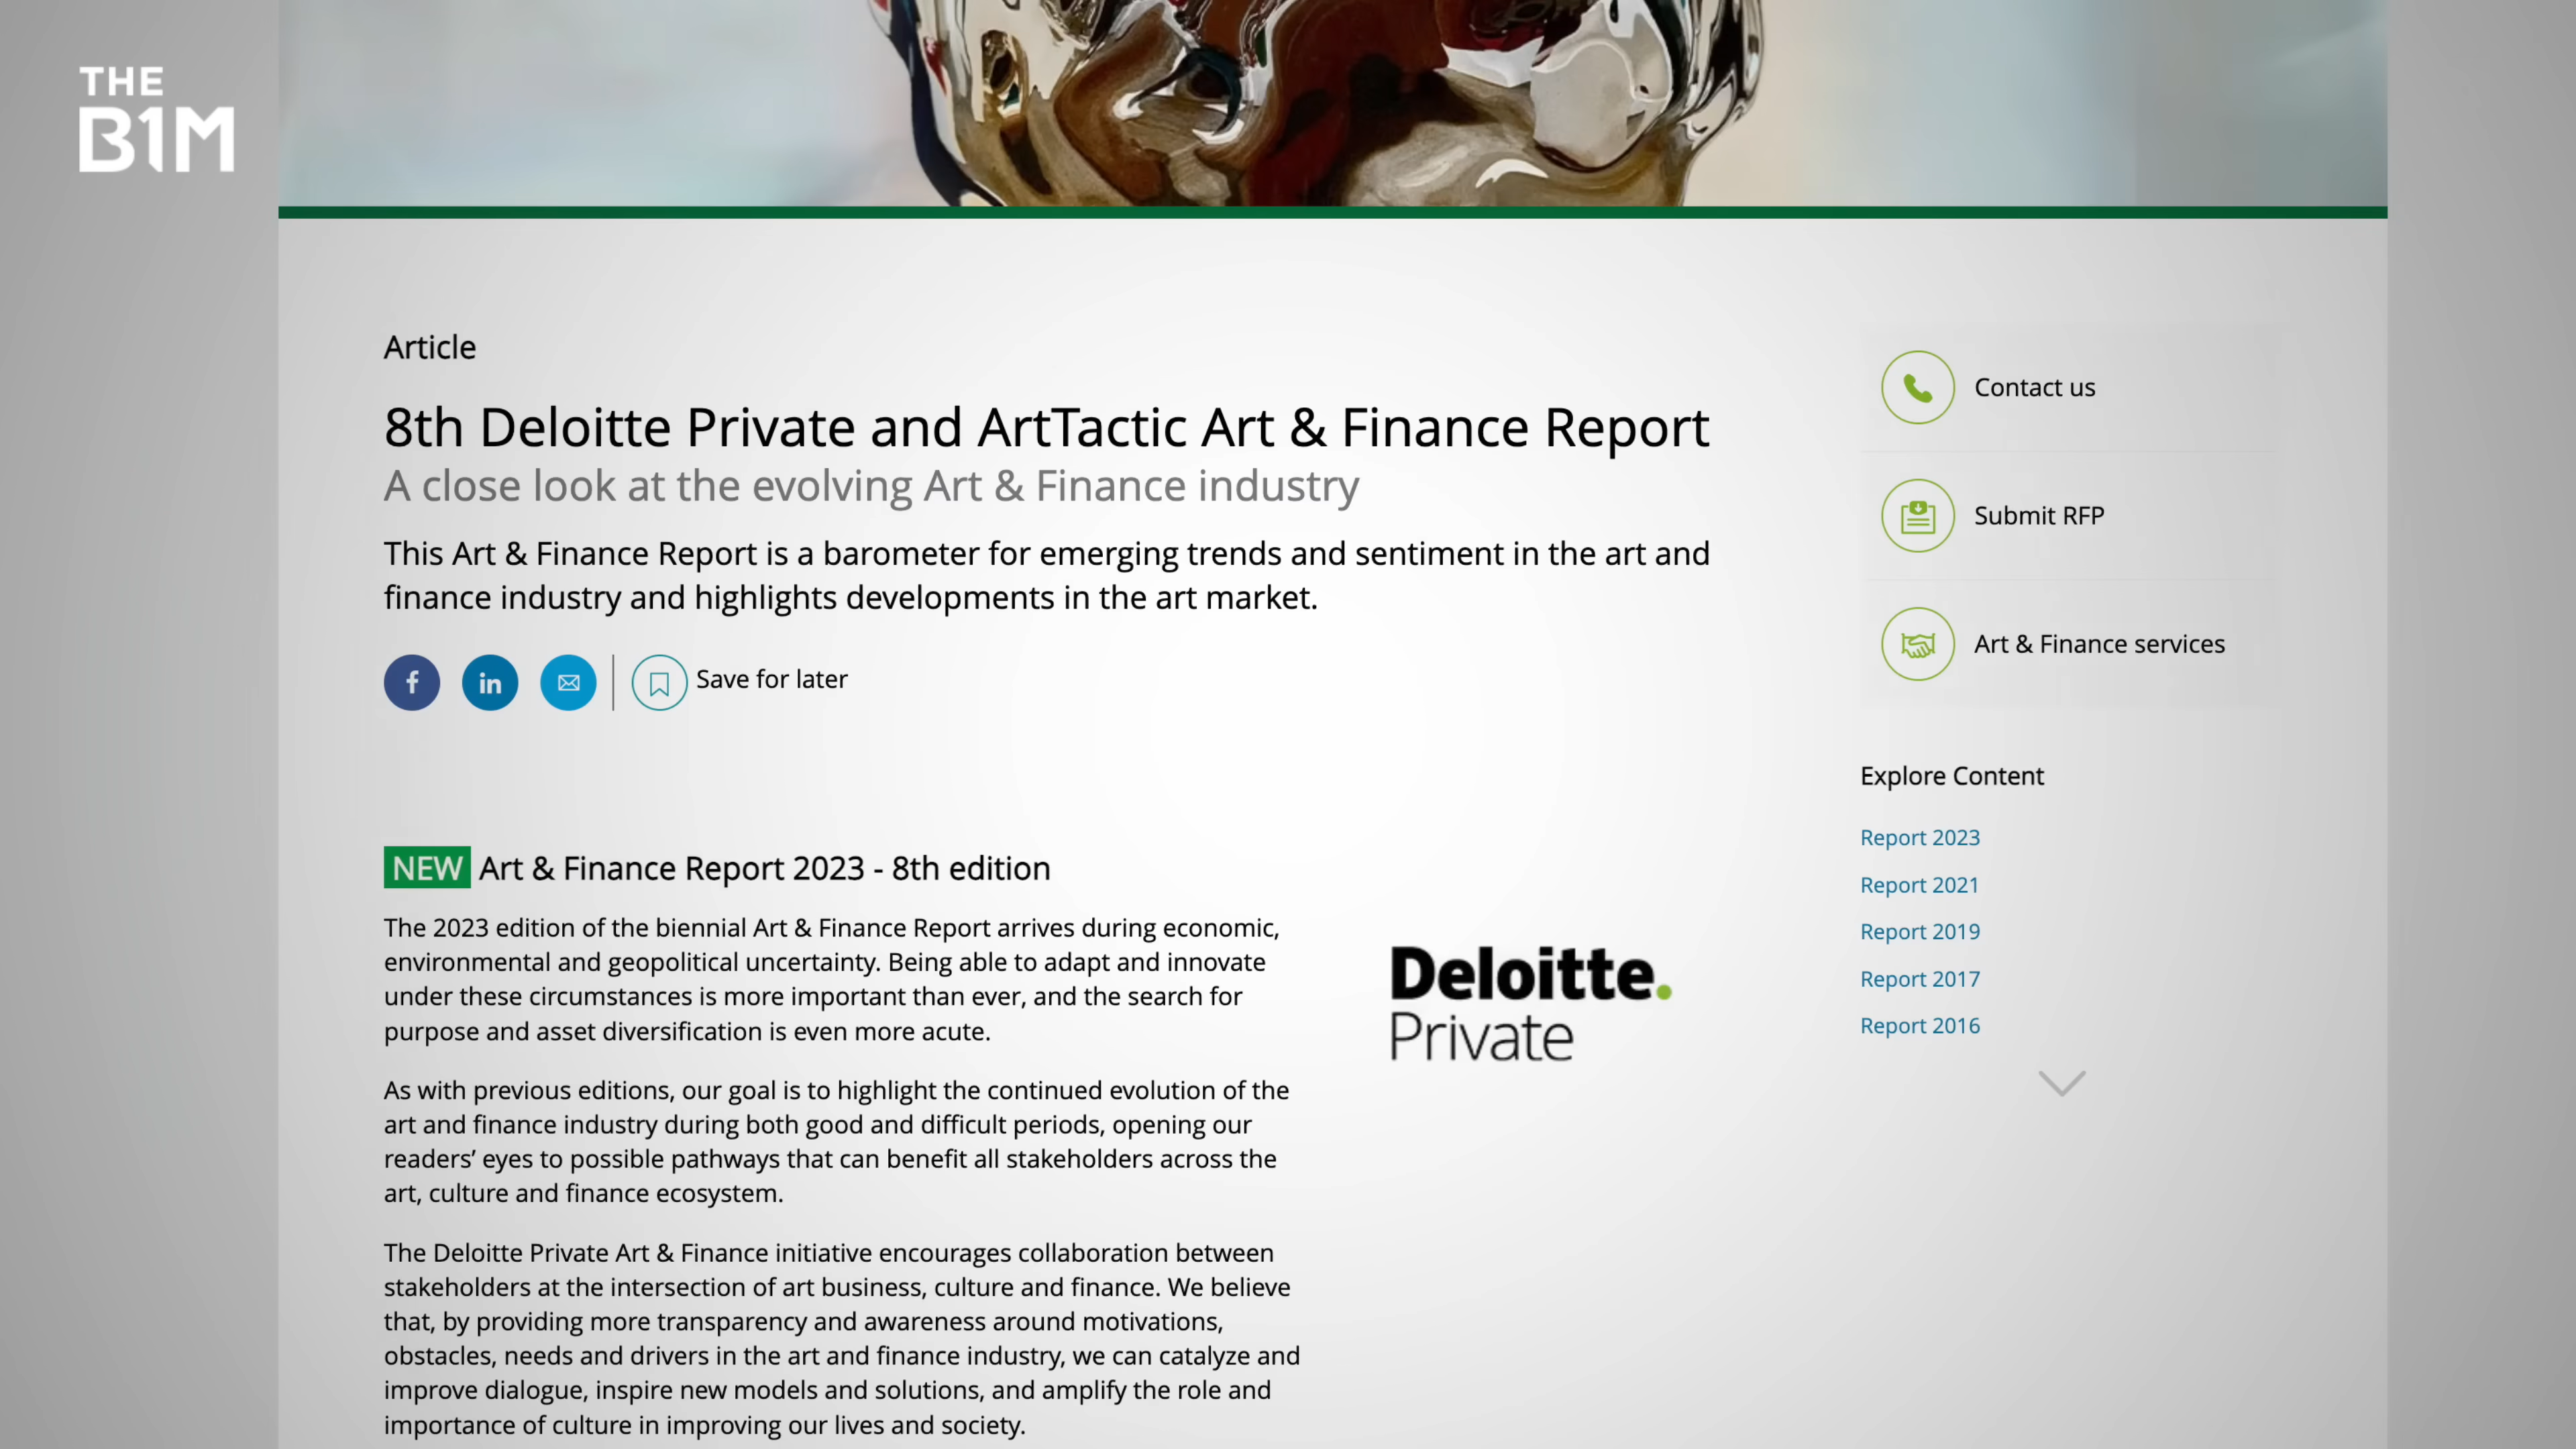 THE
B1M
Article
8th Deloitte Private and ArtTactic Art & Finance Report
A close look at the evolving Art & Finance industry
This Art & Finance Report is a barometer for emerging trends and sentiment in the art and
finance industry and highlights developments in the art market.
f in Save for later
NEW Art & Finance Report 2023 - 8th edition
The 2023 edition of the biennial Art & Finance Report arrives during economic,
environmental and geopolitical uncertainty. Being able to adapt and innovate
under these circumstances is more important than ever, and the search for
purpose and asset diversification is even more acute.
As with previous editions, our goal is to highlight the continued evolution of the
art and finance industry during both good and difficult periods, opening our
readers’ eyes to possible pathways that can benefit all stakeholders across the
art, culture and finance ecosystem.
The Deloitte Private Art & Finance initiative encourages collaboration between
stakeholders at the intersection of art business, culture and finance. We believe
that, by providing more transparency and awareness around motivations,
obstacles, needs and drivers in the art and finance industry, we can catalyze and
improve dialogue, inspire new models and solutions, and amplify the role and
importance of culture in improving our lives and society.
Deloitte.
Private
Contact us
Submit RFP
Art & Finance services
Explore Content
Report 2023
Report 2021
Report 2019
Report 2017
Report 2016